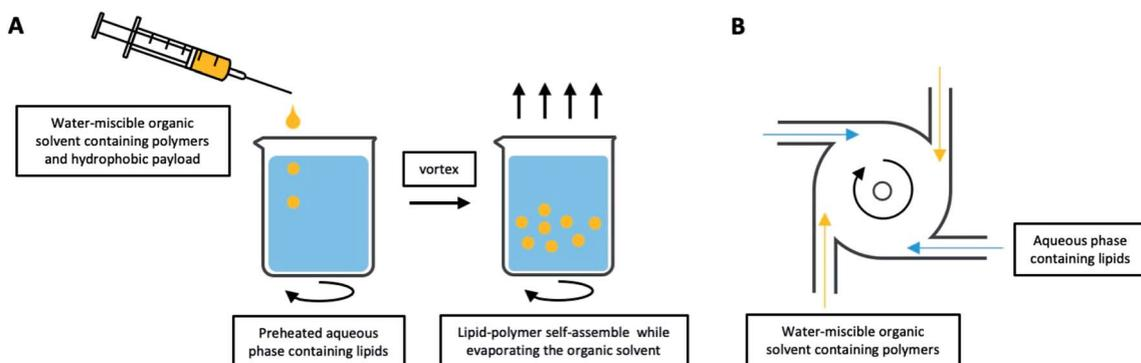 A
B
Water-miscible organic
solvent containing polymers
and hydrophobic payload
vortex
Preheated aqueous
phase containing lipids
Lipid-polymer self-assemble while
evaporating the organic solvent
Aqueous phase
containing lipids
Water-miscible organic
solvent containing polymers